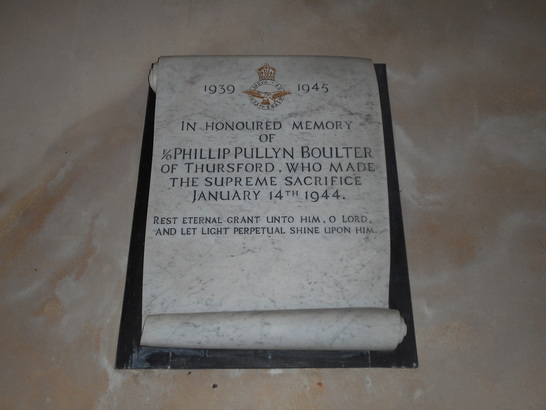 1939 1945
IN HONOURED MEMORY
OF
PHILLIP PULLYN BOULTER
OF THURSFORD, WHO MADE
THE SUPREME SACRIFICE
JANUARY 14TH 1944.
REST ETERNAL GRANT UNTO HIM, O LORD,
AND LET LIGHT PERPETUAL SHINE UPON HIM.